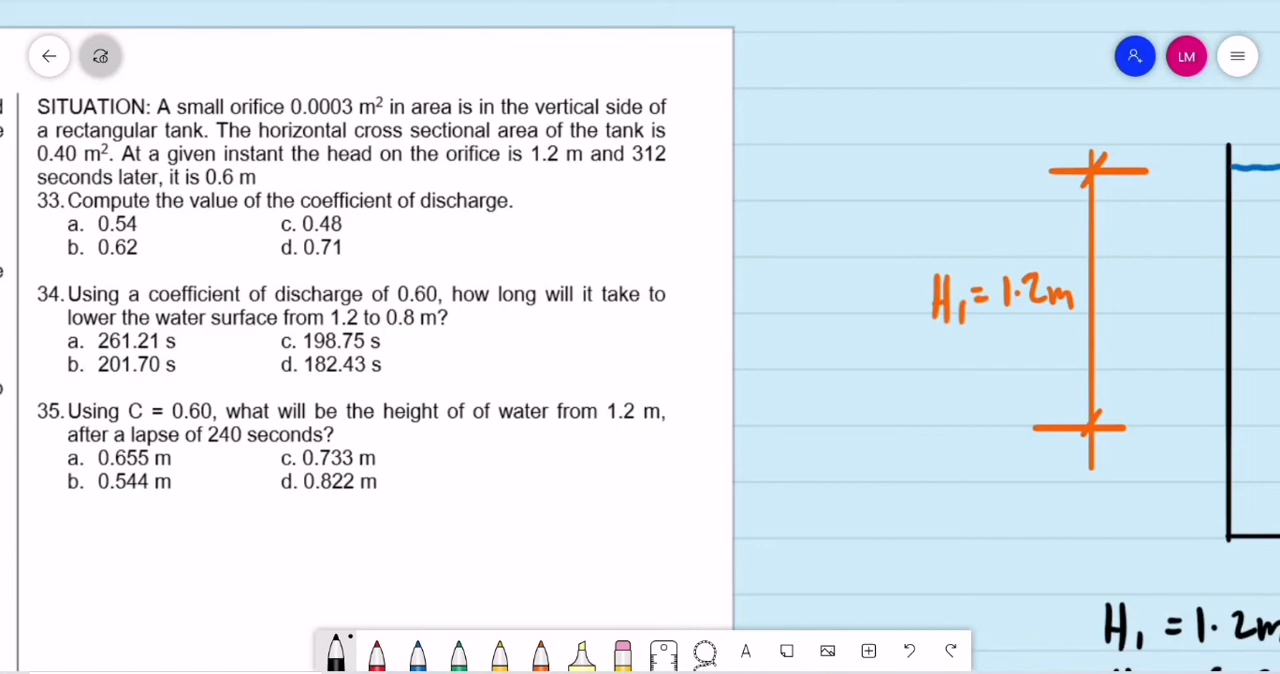 LM
SITUATION: A small orifice 0.0003 m² in area is in the vertical side of
a rectangular tank. The horizontal cross sectional area of the tank is
0.40 m². At a given instant the head on the orifice is 1.2 m and 312
seconds later, it is 0.6 m
33. Compute the value of the coefficient of discharge.
a. 0.54 c. 0.48
b. 0.62 d. 0.71
34. Using a coefficient of discharge of 0.60, how long will it take to
lower the water surface from 1.2 to 0.8 m?
a. 261.21 s c. 198.75 s
b. 201.70 s d. 182.43 s
35. Using C = 0.60, what will be the height of of water from 1.2 m,
after a lapse of 240 seconds?
a. 0.655 m c. 0.733 m
b. 0.544 m d. 0.822 m
H₁ = 1.2m
H₁ = 1.2m
A